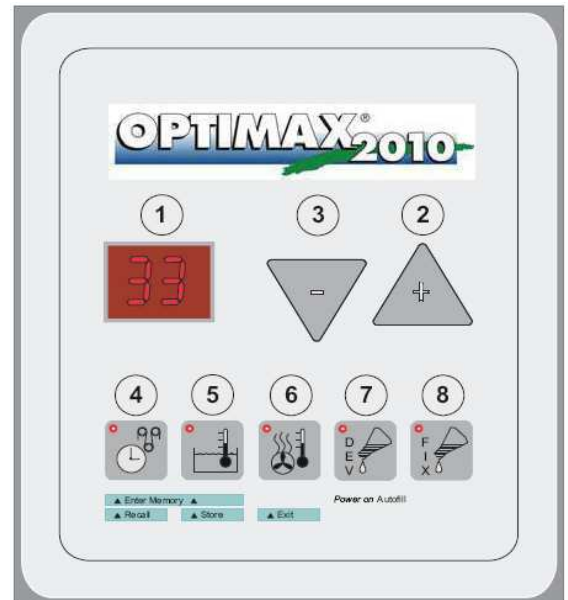 OPTIMAX® 2010
1 3 2
33 - +
4 5 6 7 8
DEV FIX
▲ Enter Memory ▲ Power on Autofill
▲ Recall ▲ Store ▲ Exit